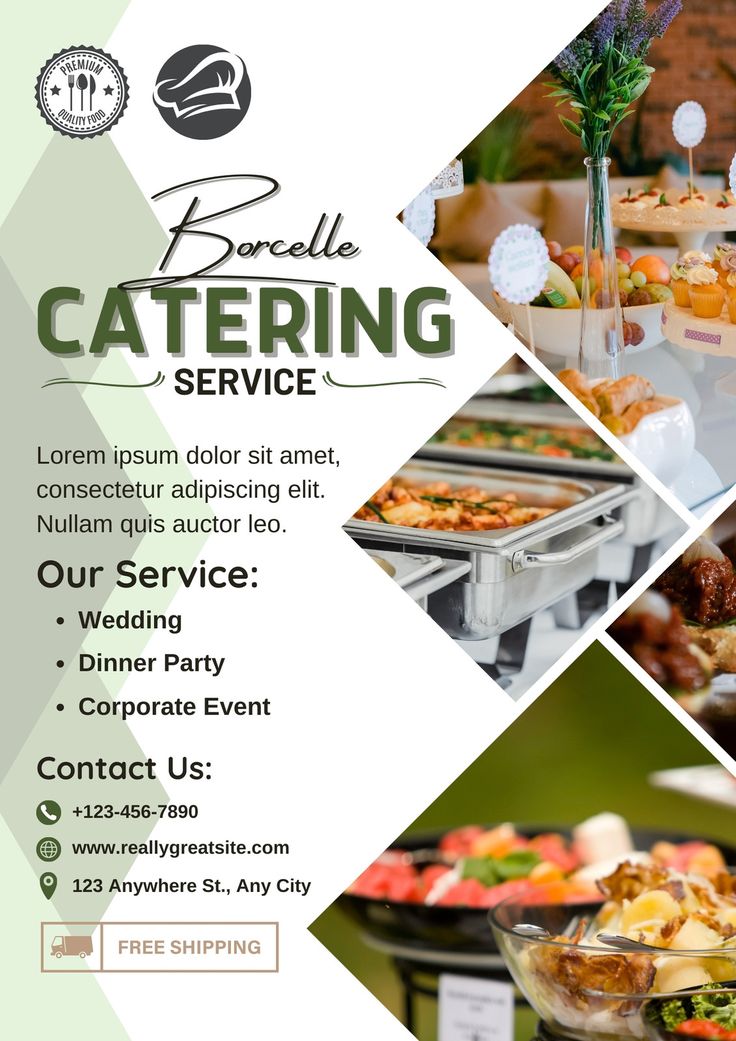 PREMIUM
QUALITY FOOD
Borcelle
CATERING
SERVICE
Lorem ipsum dolor sit amet,
consectetur adipiscing elit.
Nullam quis auctor leo.
Our Service:
• Wedding
• Dinner Party
• Corporate Event
Contact Us:
+123-456-7890
www.reallygreatsite.com
123 Anywhere St., Any City
FREE SHIPPING